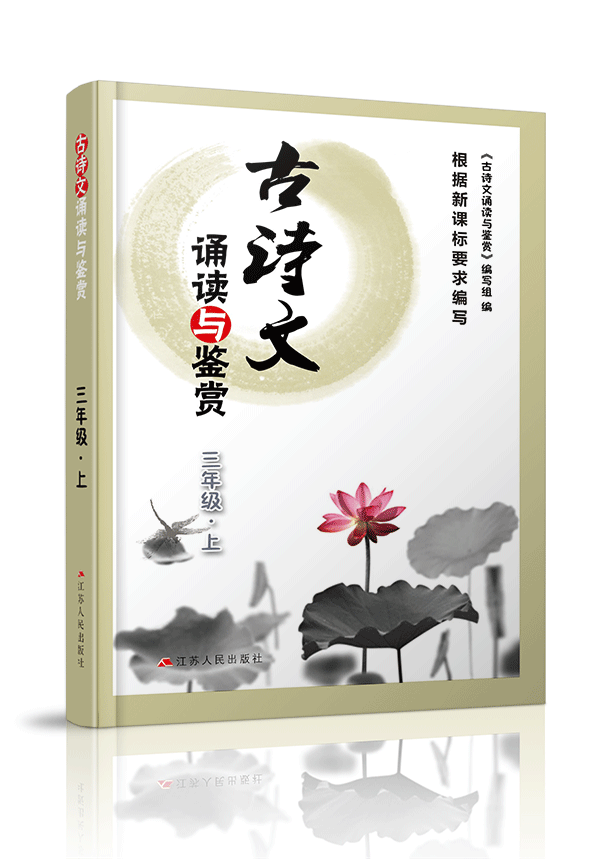 古诗文诵读与鉴赏
三年级·上
江苏人民出版社
《古诗文诵读与鉴赏》编写组 编
根据新课标要求编写
古诗文
诵读与鉴赏
三年级·上
江苏人民出版社